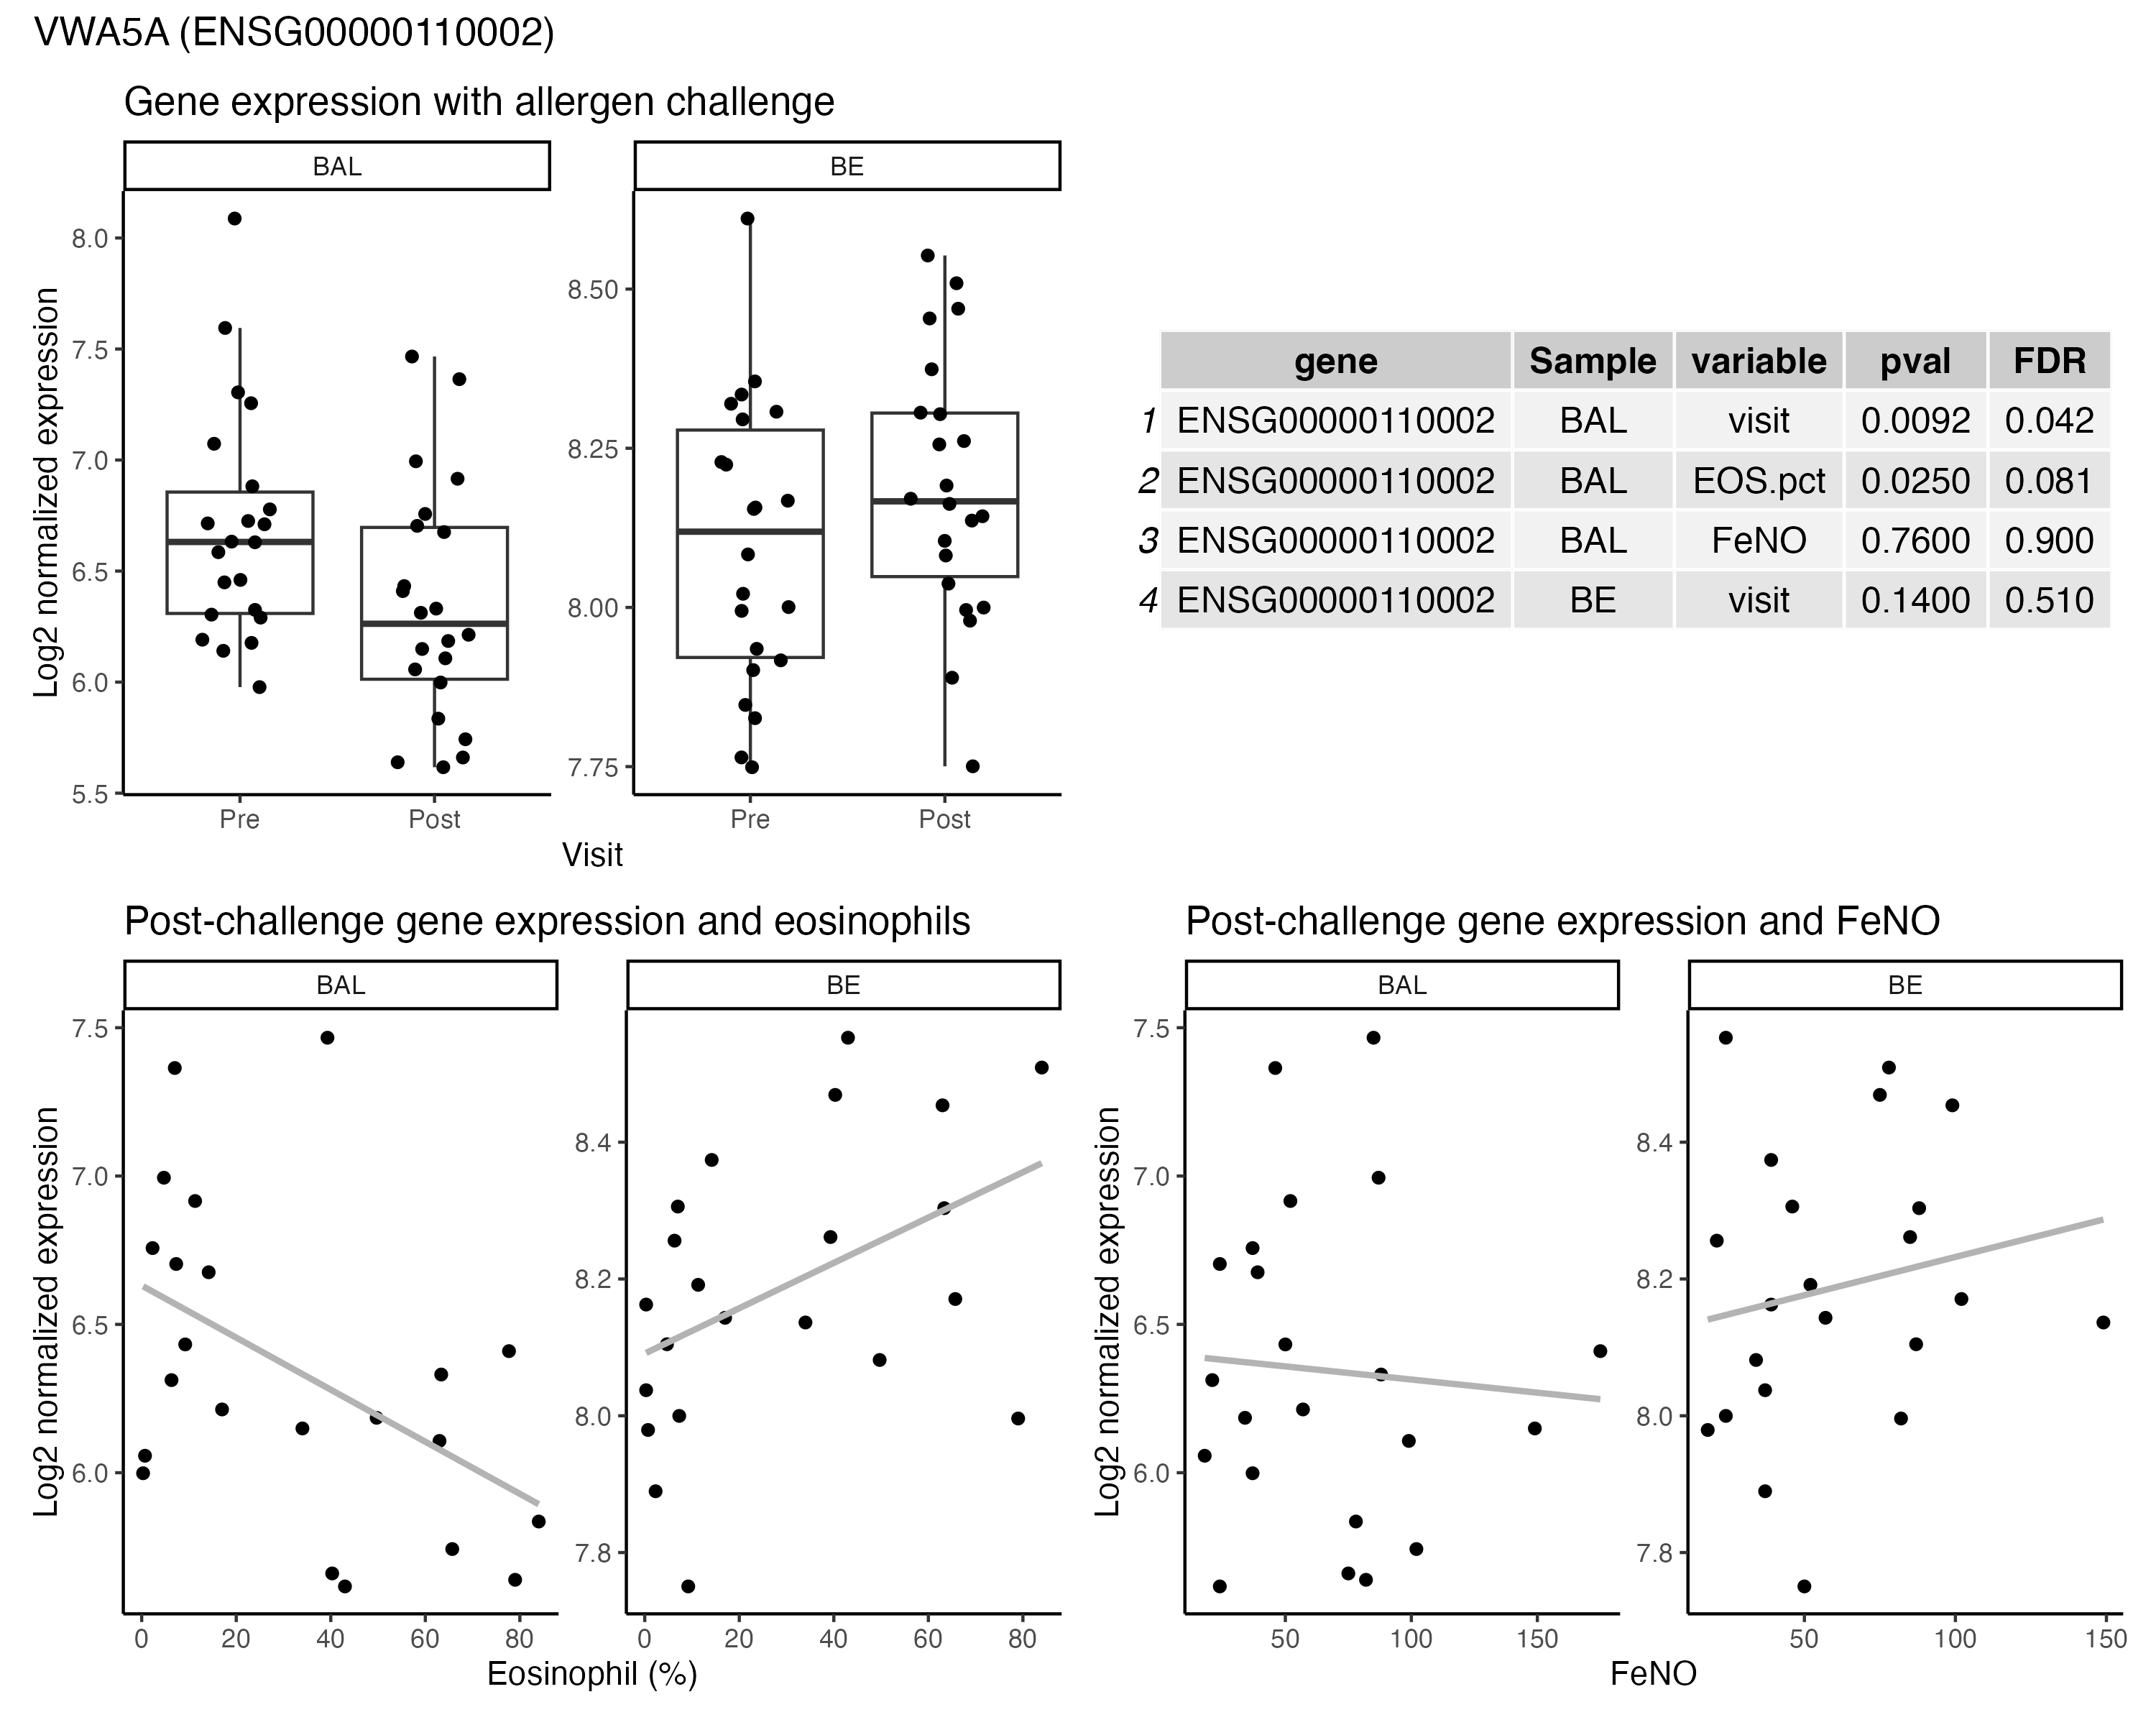 VWA5A (ENSG00000110002)
Gene expression with allergen challenge
BAL
BE
Log2 normalized expression
8.0
7.5
7.0
6.5
6.0
5.5
8.50
8.25
8.00
7.75
Pre
Post
Pre
Post
Visit
gene Sample variable pval FDR
1 ENSG00000110002 BAL visit 0.0092 0.042
2 ENSG00000110002 BAL EOS.pct 0.0250 0.081
3 ENSG00000110002 BAL FeNO 0.7600 0.900
4 ENSG00000110002 BE visit 0.1400 0.510
Post-challenge gene expression and eosinophils
BAL
BE
Log2 normalized expression
7.5
7.0
6.5
6.0
8.4
8.2
8.0
7.8
0 20 40 60 80
0 20 40 60 80
Eosinophil (%)
Post-challenge gene expression and FeNO
BAL
BE
Log2 normalized expression
7.5
7.0
6.5
6.0
8.4
8.2
8.0
7.8
50 100 150
50 100 150
FeNO